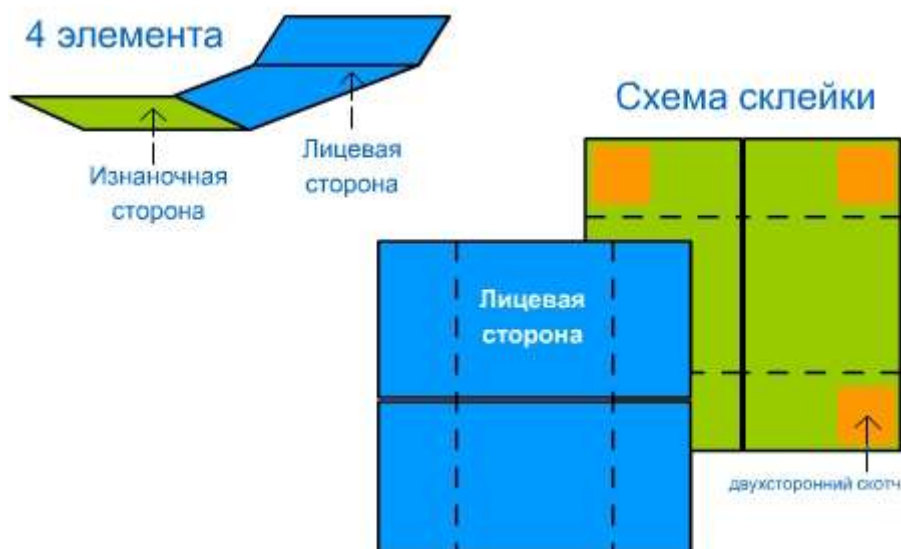 4 элемента
Изнаночная
сторона
Лицевая
сторона
Схема склейки
Лицевая
сторона
двухсторонний скотч